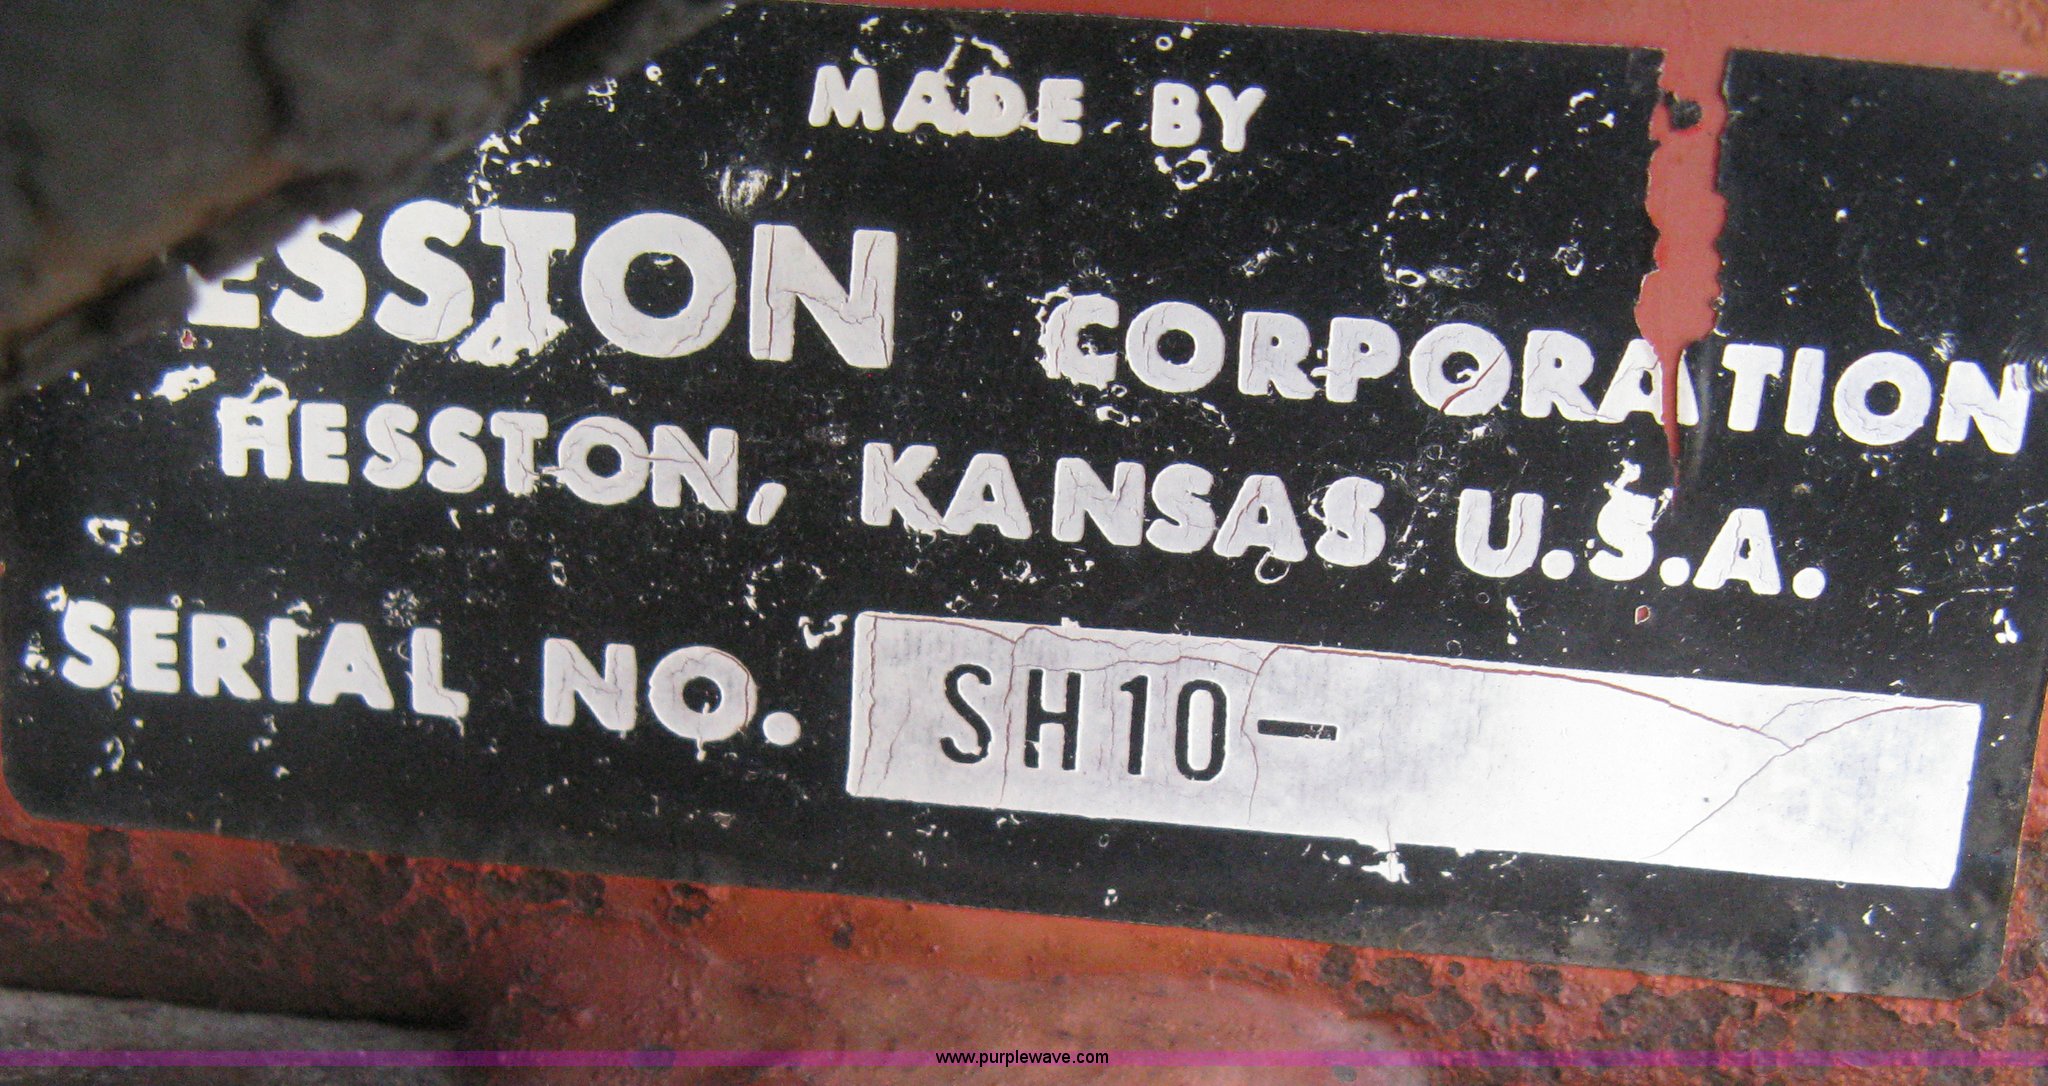 MADE BY
ESSTON CORPORATION
HESSTON, KANSAS U.S.A.
SERIAL NO. SH10-
www.purplewave.com